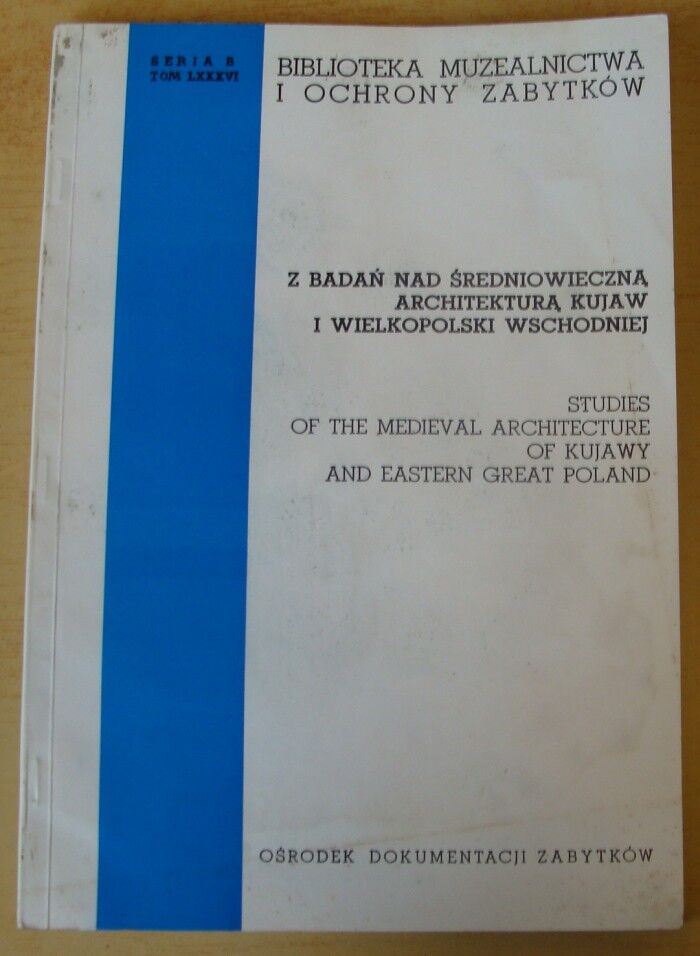 SERIA B
TOM LXXXVI
BIBLIOTEKA MUZEALNICTWA
I OCHRONY ZABYTKÓW
Z BADAŃ NAD ŚREDNIOWIECZNĄ
ARCHITEKTURĄ KUJAW
I WIELKOPOLSKI WSCHODNIEJ
STUDIES
OF THE MEDIEVAL ARCHITECTURE
OF KUJAWY
AND EASTERN GREAT POLAND
OŚRODEK DOKUMENTACJI ZABYTKÓW